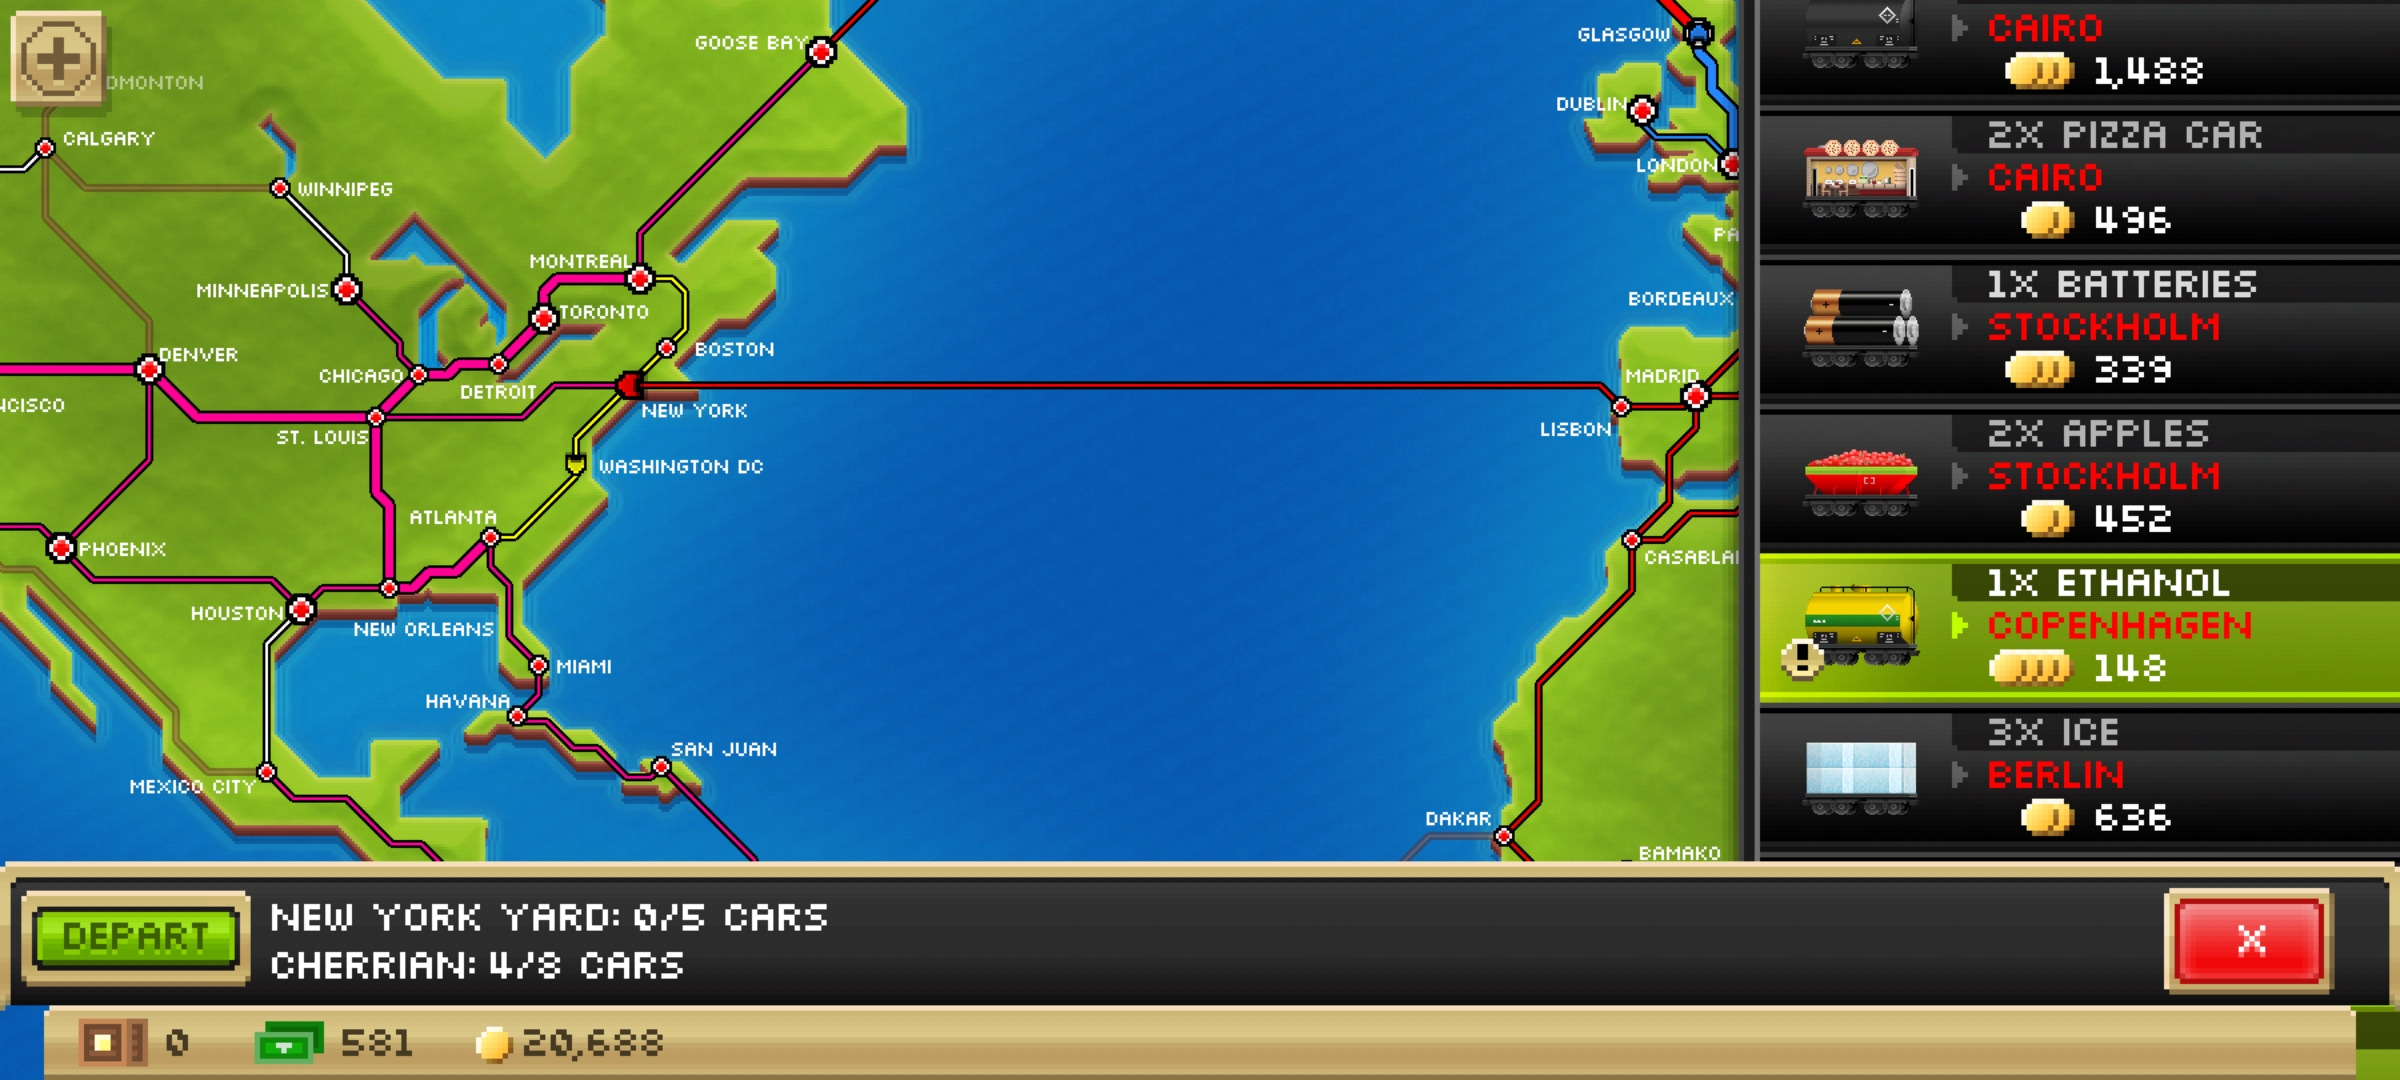 GOOSE BAY
GLASGOW
DMONTON
DUBLIN
CALGARY
LONDON
WINNIPEG
PA
MONTREAL
MINNEAPOLIS
TORONTO
BORDEAUX
BOSTON
DENVER
CHICAGO
DETROIT
MADRID
NCISCO
NEW YORK
LISBON
ST. LOUIS
WASHINGTON DC
ATLANTA
PHOENIX
CASABLA
HOUSTON
NEW ORLEANS
MIAMI
HAVANA
SAN JUAN
MEXICO CITY
DAKAR
BAMAKO
CAIRO
1,488
2X PIZZA CAR
CAIRO
496
1X BATTERIES
STOCKHOLM
339
2X APPLES
STOCKHOLM
452
1X ETHANOL
COPENHAGEN
148
3X ICE
BERLIN
636
DEPART
NEW YORK YARD: 0/5 CARS
CHERRIAN: 4/8 CARS
X
0
581
20,688